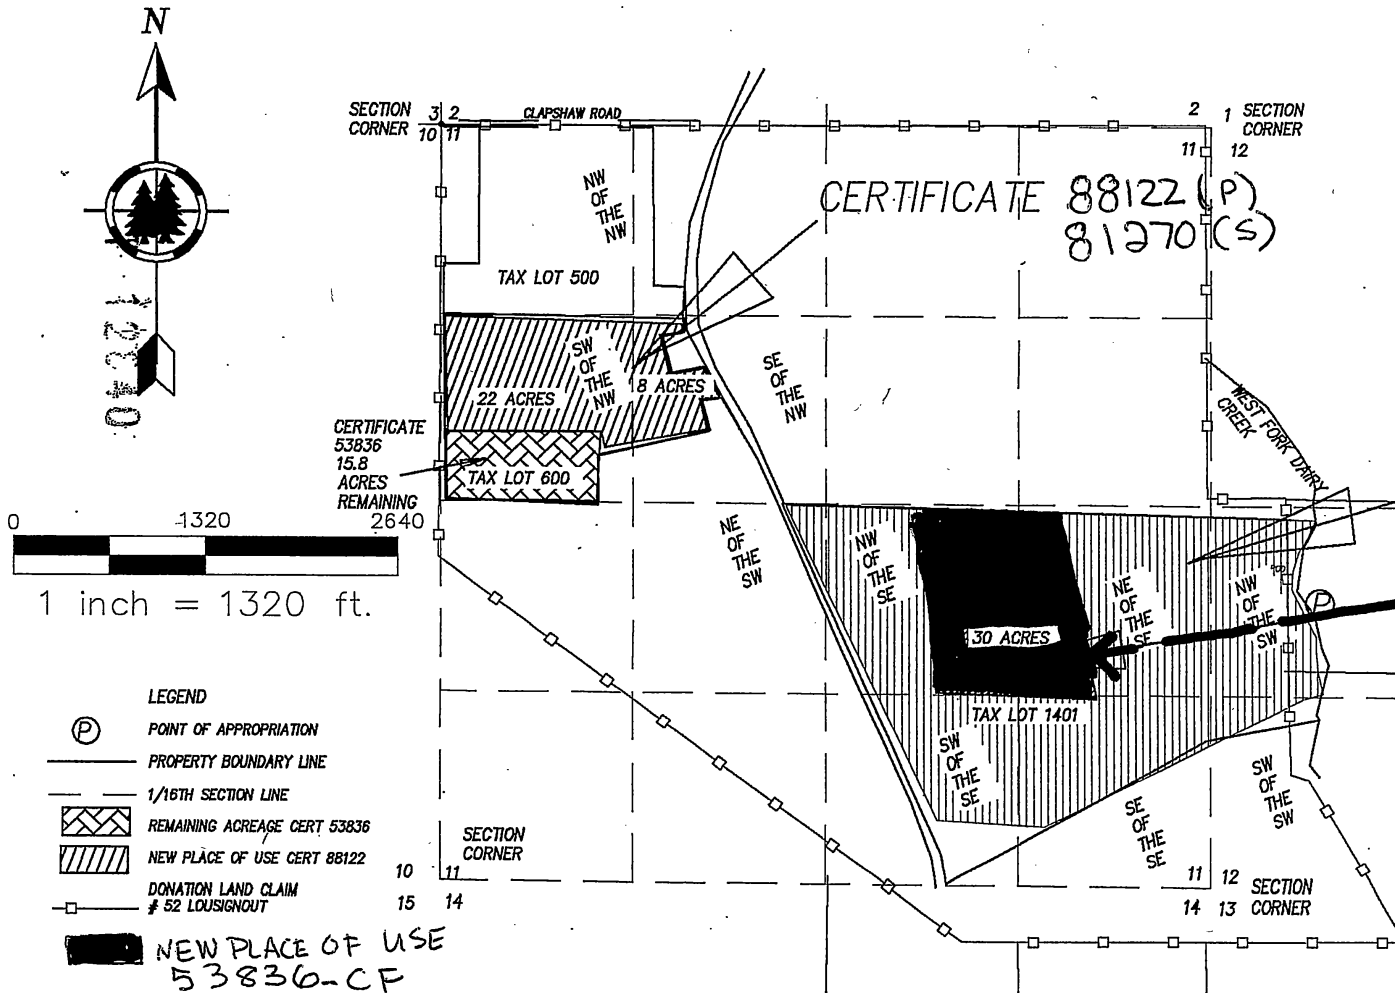 N
SECTION
CORNER
3 2
10 11
CLAPSHAW ROAD
2 1
11 12
SECTION
CORNER
CERTIFICATE 88122 (P)
81270 (S)
NW
OF
THE
NW
TAX LOT 500
SW
OF
THE
NW
22 ACRES
8 ACRES
SE
OF
THE
NW
WEST FORK DAIRY
CREEK
CERTIFICATE
53836
15.8
ACRES
REMAINING
TAX LOT 600
0 1320 2640
1 inch = 1320 ft.
NE
OF
THE
SW
NW
OF
THE
SE
30 ACRES
NE
OF
THE
SE
NW
OF
THE
SW
P
TAX LOT 1401
SW
OF
THE
SE
SE
OF
THE
SE
SW
OF
THE
SW
LEGEND
P POINT OF APPROPRIATION
PROPERTY BOUNDARY LINE
1/16TH SECTION LINE
REMAINING ACREAGE CERT 53836
NEW PLACE OF USE CERT 88122
DONATION LAND CLAIM
# 52 LOUSIGNOUT
NEW PLACE OF USE
53836-CF
SECTION
CORNER
10 11
15 14
11 12
14 13
SECTION
CORNER